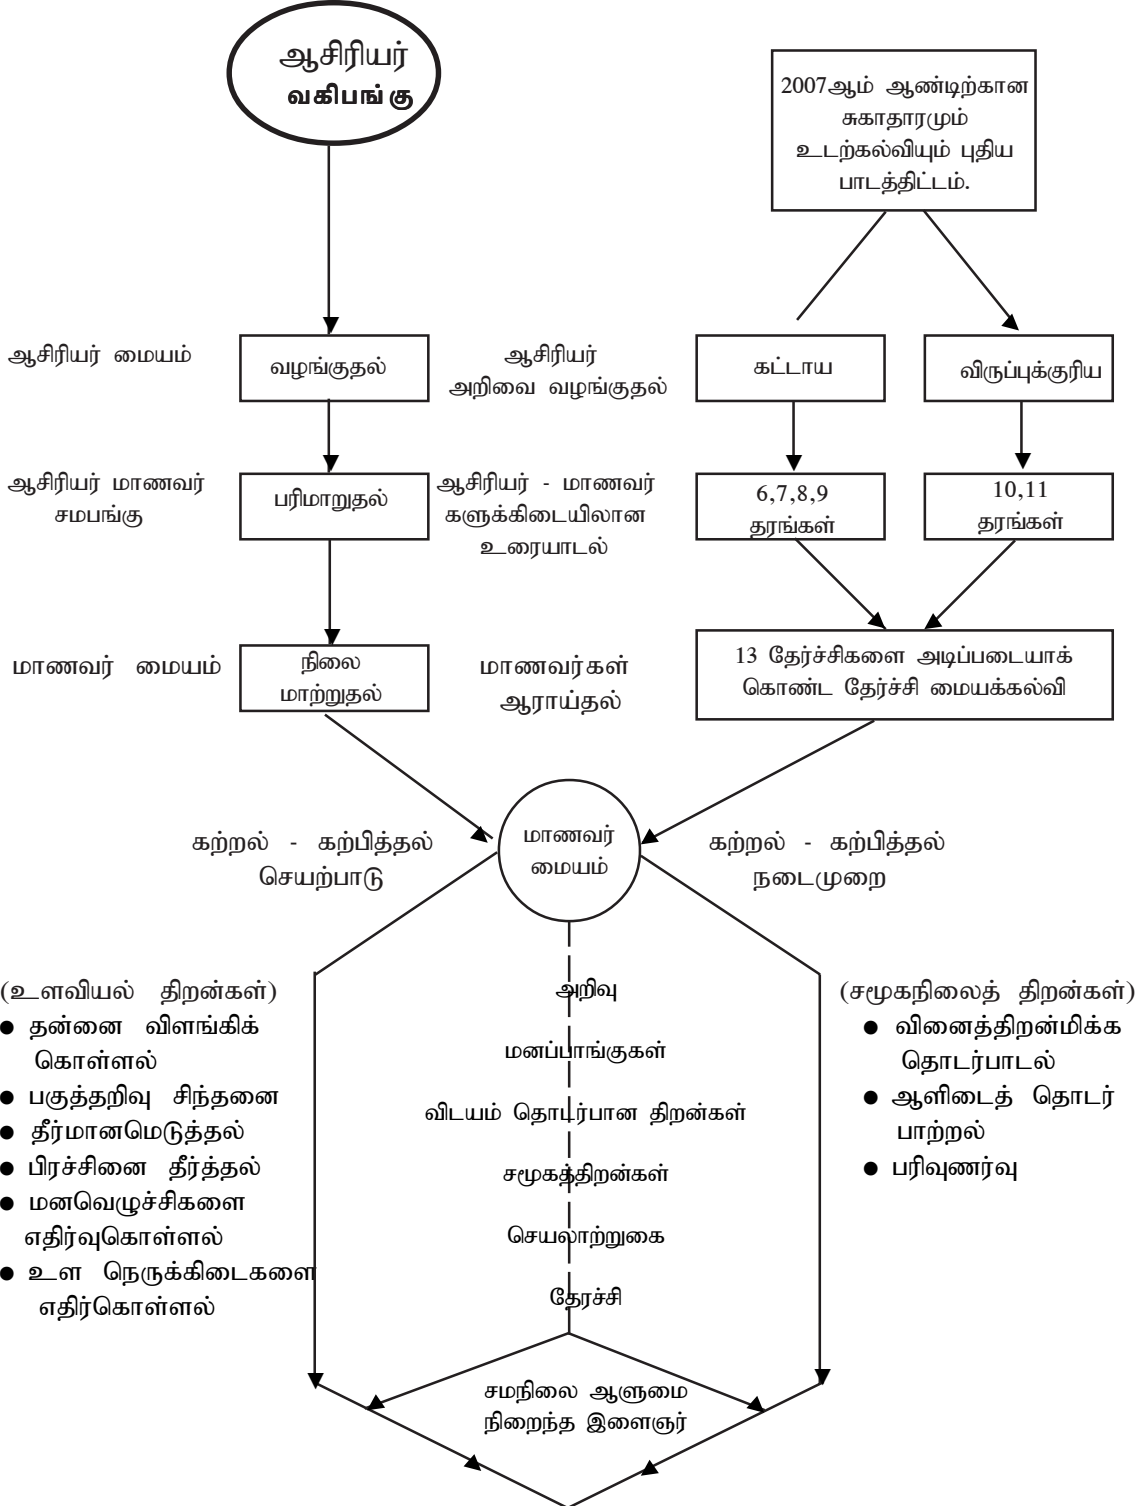 ஆசிரியர்
வகிபங்கு
2007ஆம் ஆண்டிற்கான
சுகாதாரமும்
உடற்கல்வியும் புதிய
பாடத்திட்டம்.
ஆசிரியர் மையம்
வழங்குதல்
ஆசிரியர்
அறிவை வழங்குதல்
கட்டாய
விருப்புக்குரிய
ஆசிரியர் மாணவர்
சமபங்கு
பரிமாறுதல்
ஆசிரியர் - மாணவர்
களுக்கிடையிலான
உரையாடல்
6,7,8,9
தரங்கள்
10,11
தரங்கள்
மாணவர் மையம்
நிலை
மாற்றுதல்
மாணவர்கள்
ஆராய்தல்
13 தேர்ச்சிகளை அடிப்படையாக்
கொண்ட தேர்ச்சி மையக்கல்வி
மாணவர்
மையம்
கற்றல் - கற்பித்தல்
செயற்பாடு
கற்றல் - கற்பித்தல்
நடைமுறை
(உளவியல் திறன்கள்)
● தன்னை விளங்கிக்
கொள்ளல்
● பகுத்தறிவு சிந்தனை
● தீர்மானமெடுத்தல்
● பிரச்சினை தீர்த்தல்
● மனவெழுச்சிகளை
எதிர்வுகொள்ளல்
● உள நெருக்கிடைகளை
எதிர்கொள்ளல்
அறிவு
மனப்பாங்குகள்
விடயம் தொடர்பான திறன்கள்
சமூகத்திறன்கள்
செயலாற்றுகை
தேரச்சி
(சமூகநிலைத் திறன்கள்)
● வினைத்திறன்மிக்க
தொடர்பாடல்
● ஆளிடைத் தொடர்
பாற்றல்
● பரிவுணர்வு
சமநிலை ஆளுமை
நிறைந்த இளைஞர்